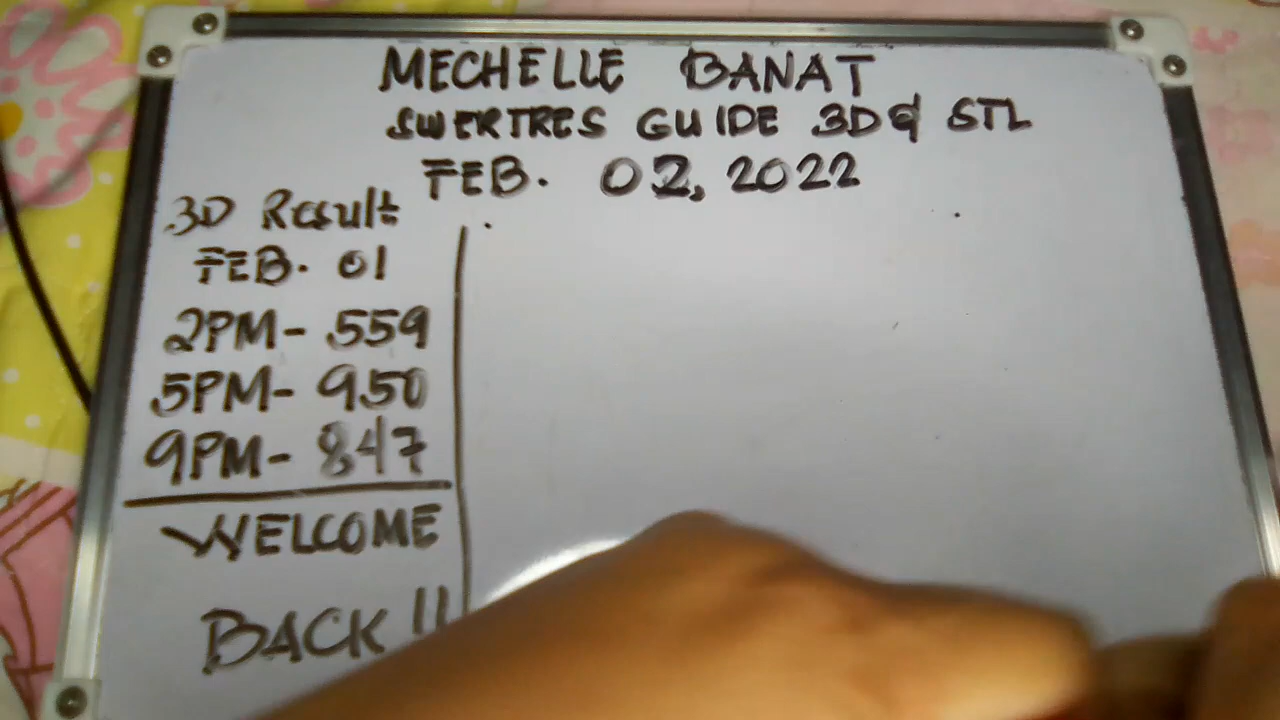 MECHELLE BANAT
SWERTRES GUIDE 3D & STL
FEB. 02, 2022
3D Result
FEB. 01
2PM- 559
5PM- 950
9PM- 847
WELCOME
BACK !!